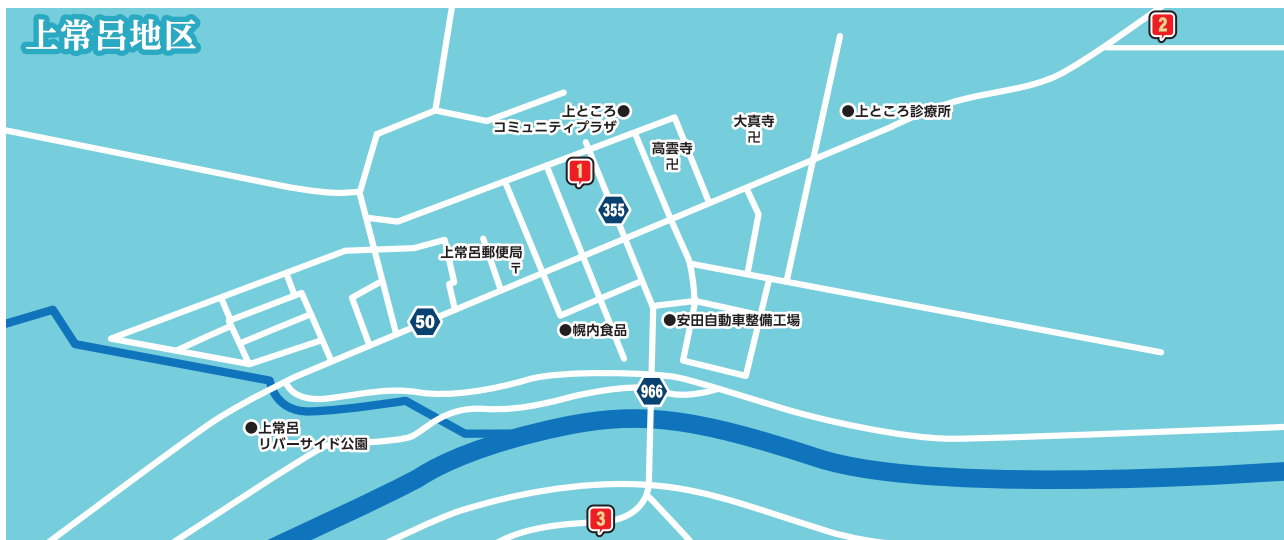 上常呂地区
2
上ところ
コミュニティプラザ
大真寺
卍
上ところ診療所
高雲寺
卍
1
355
上常呂郵便局
〒
50
幌内食品
安田自動車整備工場
966
上常呂
リバーサイド公園
3